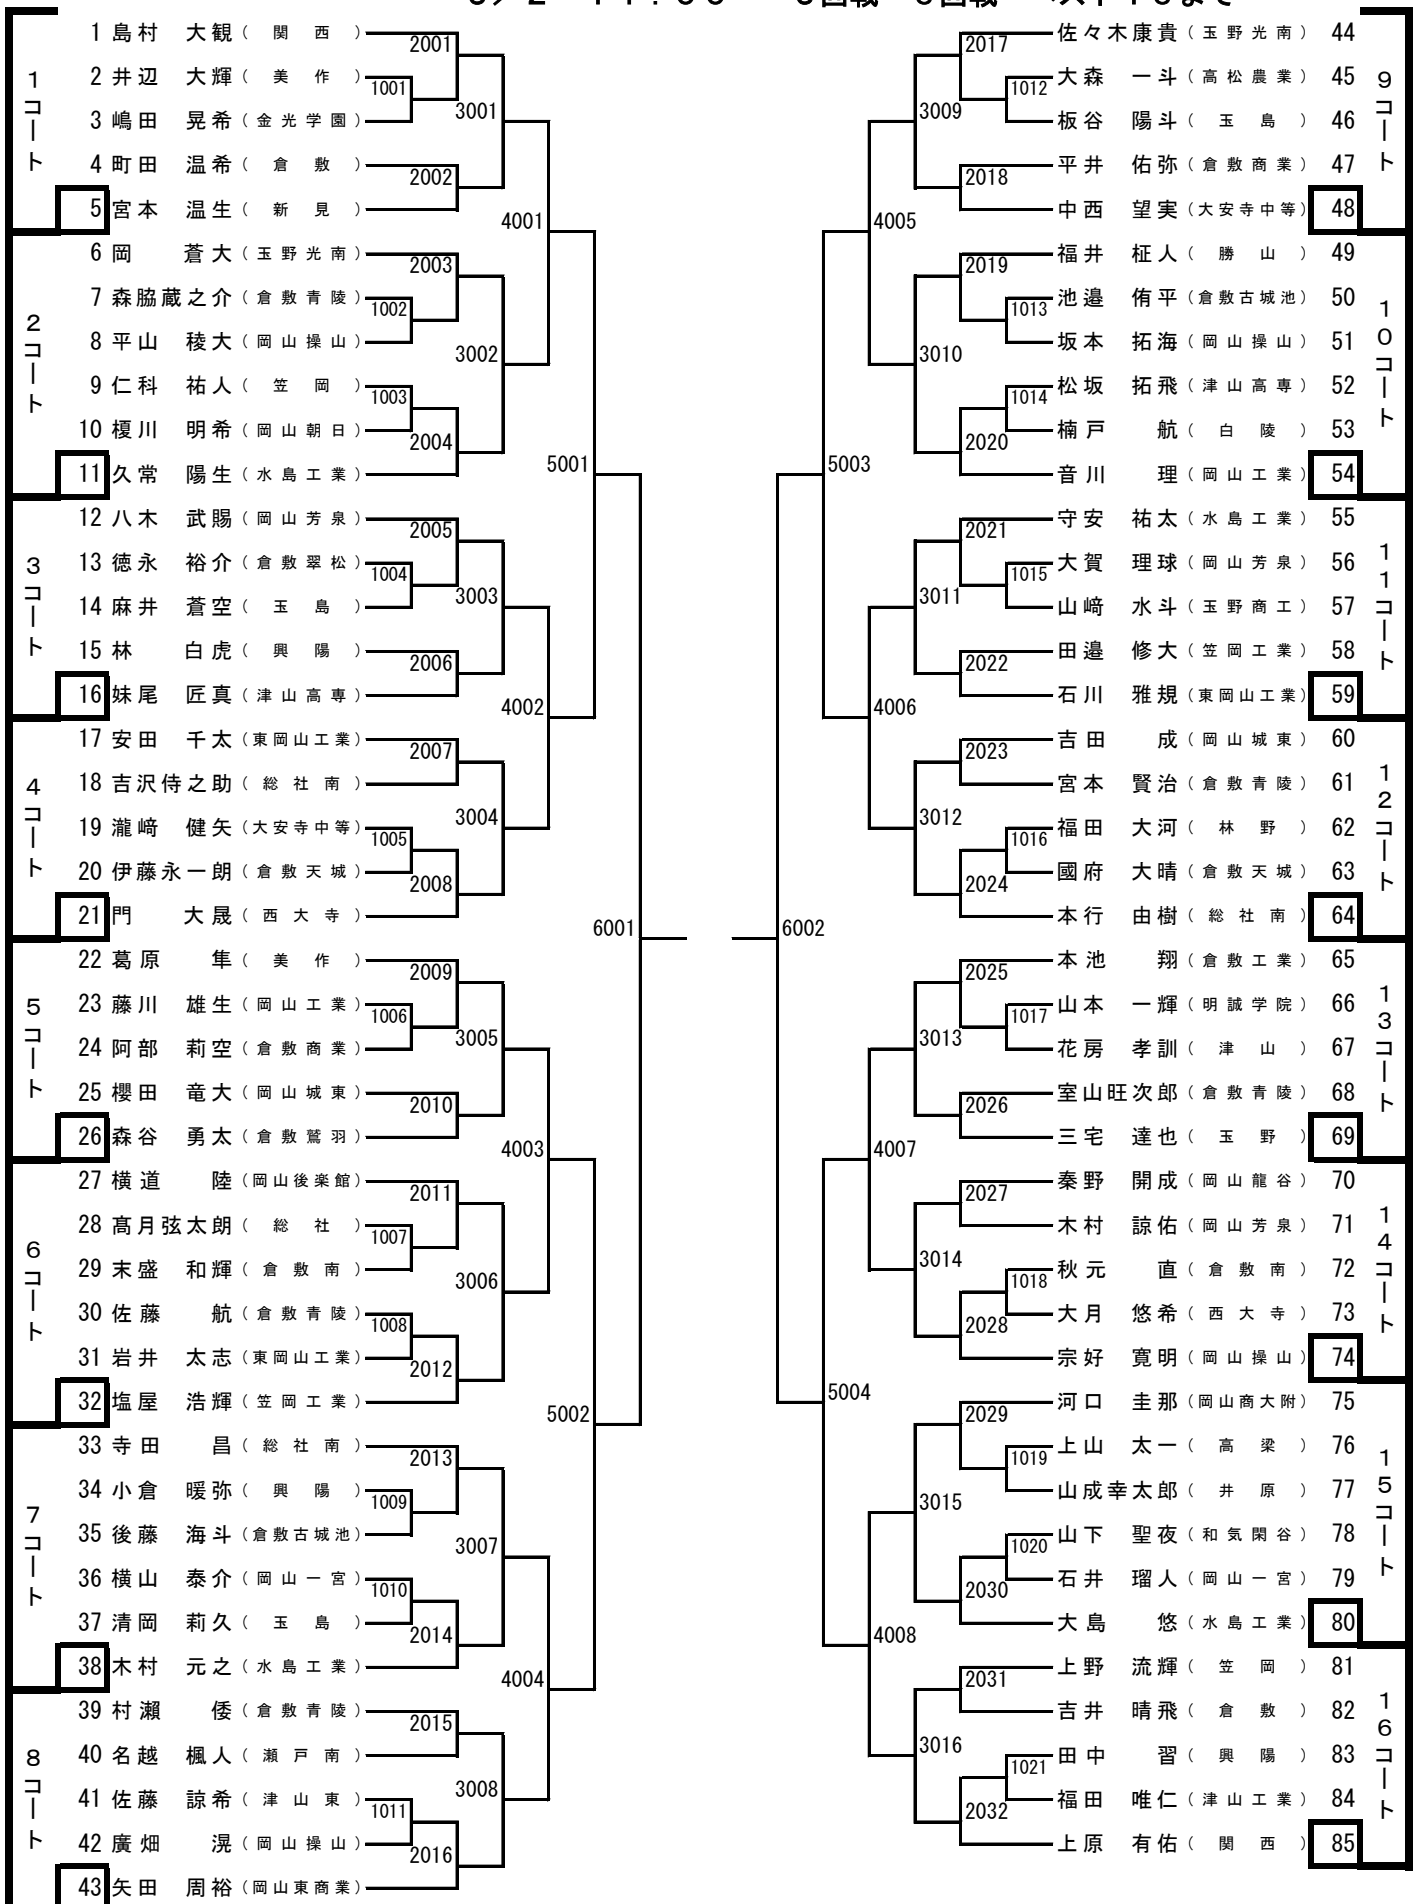 1 島村 大観 (関西)
2 井辺 大輝 (美作)
3 嶋田 晃希 (金光学園)
4 町田 温希 (倉敷)
5 宮本 温生 (新見)
6 岡 蒼大 (玉野光南)
7 森脇蔵之介 (倉敷青陵)
8 平山 稜大 (岡山操山)
9 仁科 祐人 (笠岡)
10 榎川 明希 (岡山朝日)
11 久常 陽生 (水島工業)
12 八木 武賜 (岡山芳泉)
13 徳永 裕介 (倉敷翠松)
14 麻井 蒼空 (玉島)
15 林 白虎 (興陽)
16 妹尾 匠真 (津山高専)
17 安田 千太 (東岡山工業)
18 吉沢侍之助 (総社南)
19 瀧﨑 健矢 (大安寺中等)
20 伊藤永一朗 (倉敷天城)
21 門 大晟 (西大寺)
22 葛原 隼 (美作)
23 藤川 雄生 (岡山工業)
24 阿部 莉空 (倉敷商業)
25 櫻田 竜大 (岡山城東)
26 森谷 勇太 (倉敷鷲羽)
27 横道 陸 (岡山後楽館)
28 髙月弦太朗 (総社)
29 末盛 和輝 (倉敷南)
30 佐藤 航 (倉敷青陵)
31 岩井 太志 (東岡山工業)
32 塩屋 浩輝 (笠岡工業)
33 寺田 昌 (総社南)
34 小倉 暖弥 (興陽)
35 後藤 海斗 (倉敷古城池)
36 横山 泰介 (岡山一宮)
37 清岡 莉久 (玉島)
38 木村 元之 (水島工業)
39 村瀬 倭 (倉敷青陵)
40 名越 楓人 (瀬戸南)
41 佐藤 諒希 (津山東)
42 廣畑 滉 (岡山操山)
43 矢田 周裕 (岡山東商業)
1コート
2コート
3コート
4コート
5コート
6コート
7コート
8コート
1001
1002
1003
1004
1005
1006
1007
1008
1009
1010
1011
2001
2002
2003
2004
2005
2006
2007
2008
2009
2010
2011
2012
2013
2014
2015
2016
3001
3002
3003
3004
3005
3006
3007
3008
4001
4002
4003
4004
5001
5002
6001
6002
5003
5004
4005
4006
4007
4008
3009
3010
3011
3012
3013
3014
3015
3016
2017
2018
2019
2020
2021
2022
2023
2024
2025
2026
2027
2028
2029
2030
2031
2032
1012
1013
1014
1015
1016
1017
1018
1019
1020
1021
佐々木康貴 (玉野光南) 44
大森 一斗 (高松農業) 45
板谷 陽斗 (玉島) 46
平井 佑弥 (倉敷商業) 47
中西 望実 (大安寺中等) 48
福井 柾人 (勝山) 49
池邉 侑平 (倉敷古城池) 50
坂本 拓海 (岡山操山) 51
松坂 拓飛 (津山高専) 52
楠戸 航 (白陵) 53
音川 理 (岡山工業) 54
守安 祐太 (水島工業) 55
大賀 理球 (岡山芳泉) 56
山﨑 水斗 (玉野商工) 57
田邉 修大 (笠岡工業) 58
石川 雅規 (東岡山工業) 59
吉田 成 (岡山城東) 60
宮本 賢治 (倉敷青陵) 61
福田 大河 (林野) 62
國府 大晴 (倉敷天城) 63
本行 由樹 (総社南) 64
本池 翔 (倉敷工業) 65
山本 一輝 (明誠学院) 66
花房 孝訓 (津山) 67
室山旺次郎 (倉敷青陵) 68
三宅 達也 (玉野) 69
秦野 開成 (岡山龍谷) 70
木村 諒佑 (岡山芳泉) 71
秋元 直 (倉敷南) 72
大月 悠希 (西大寺) 73
宗好 寛明 (岡山操山) 74
河口 圭那 (岡山商大附) 75
上山 太一 (高梁) 76
山成幸太郎 (井原) 77
山下 聖夜 (和気閑谷) 78
石井 瑠人 (岡山一宮) 79
大島 悠 (水島工業) 80
上野 流輝 (笠岡) 81
吉井 晴飛 (倉敷) 82
田中 習 (興陽) 83
福田 唯仁 (津山工業) 84
上原 有佑 (関西) 85
9コート
10コート
11コート
12コート
13コート
14コート
15コート
16コート